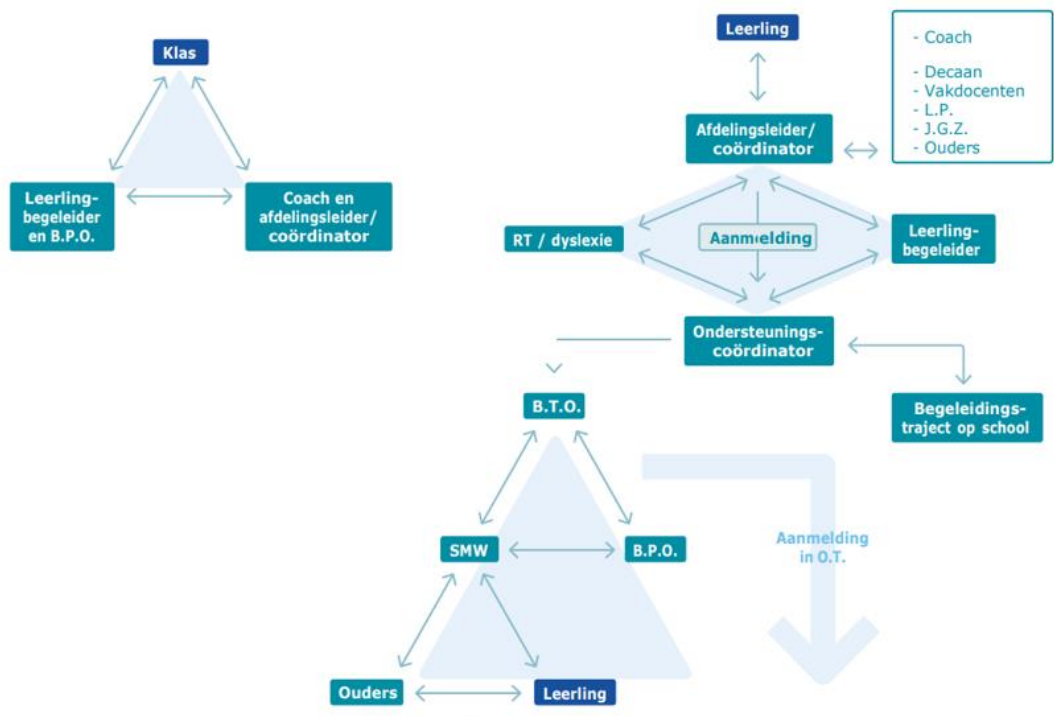 Klas
Leerling-
begeleider
en B.P.O.
Coach en
afdelingsleider/
coördinator
Leerling
Afdelingsleider/
coördinator
- Coach
- Decaan
- Vakdocenten
- L.P.
- J.G.Z.
- Ouders
RT / dyslexie
Aanmelding
Leerling-
begeleider
Ondersteunings-
coördinator
Begeleidings-
traject op school
B.T.O.
SMW
B.P.O.
Aanmelding
in O.T.
Ouders
Leerling